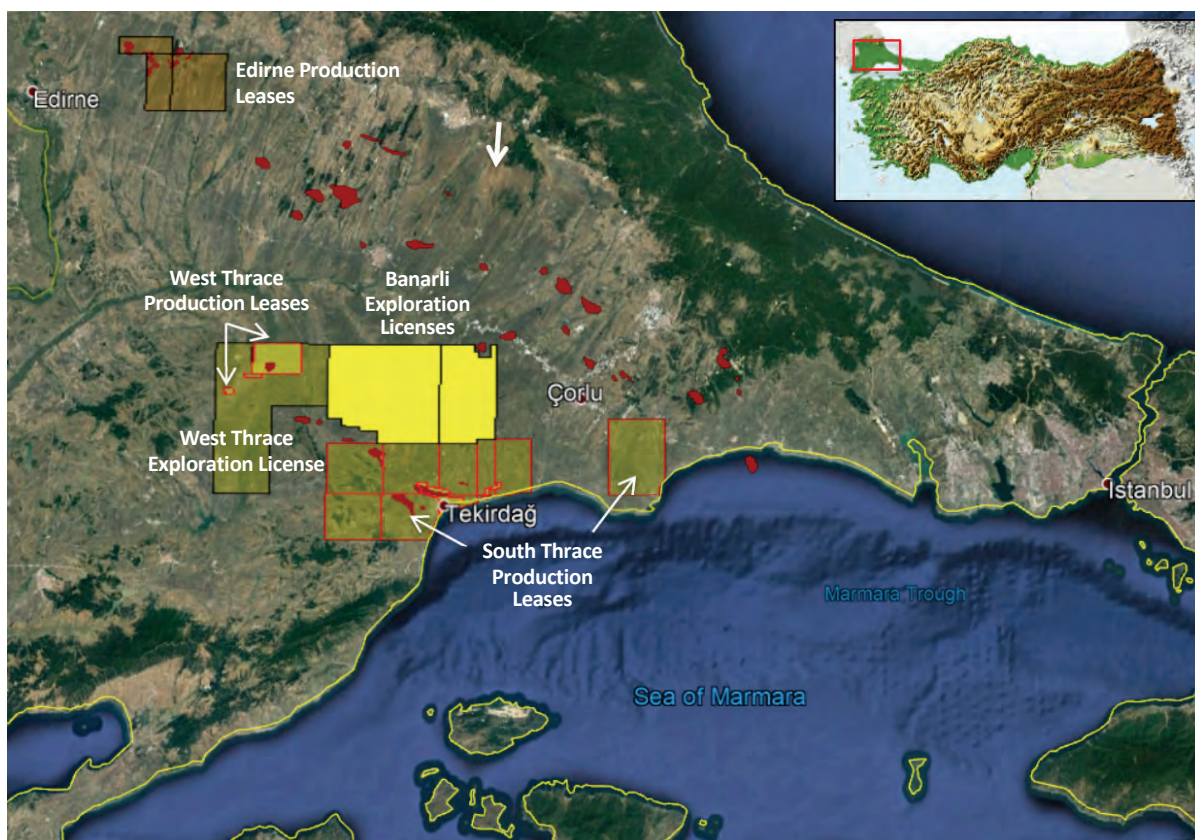 Edirne Production
Leases
Edirne
West Thrace
Production Leases
Banarli
Exploration
Licenses
Çorlu
West Thrace
Exploration License
İstanbul
Tekirdağ
South Thrace
Production
Leases
Marmara Trough
Sea of Marmara